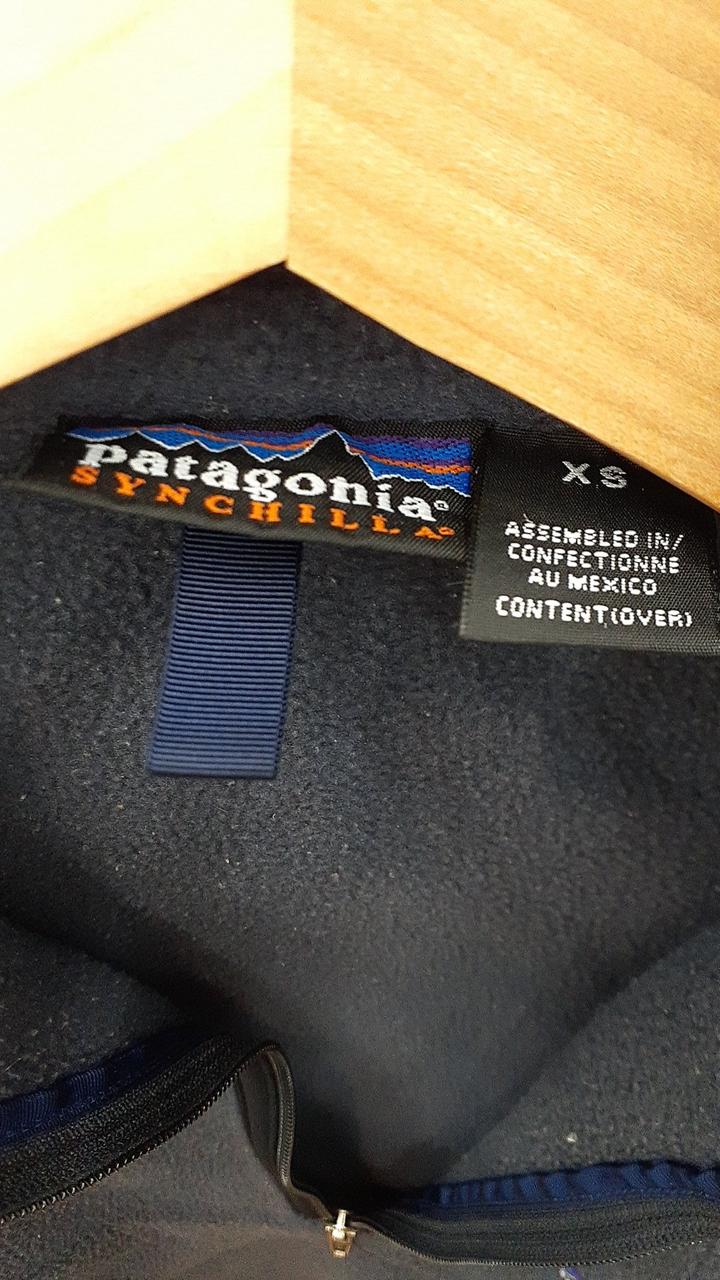 patagonia®
SYNCHILLA®
XS
ASSEMBLED IN/
CONFECTIONNE
AU MEXICO
CONTENT(OVER)